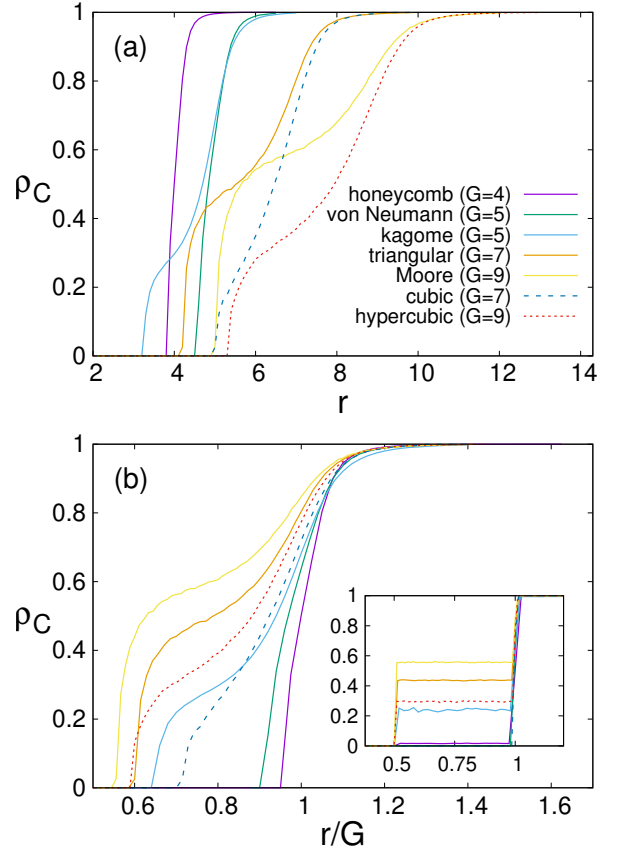 1
(a)
0.8
0.6
ρC
honeycomb (G=4)
von Neumann (G=5)
0.4
kagome (G=5)
triangular (G=7)
Moore (G=9)
0.2
cubic (G=7)
hypercubic (G=9)
0
2 4 6 8 10 12 14
r
1
(b)
0.8
0.6
ρC
1
0.8
0.4
0.6
0.4
0.2
0.2
0
0.5 0.75 1
0
0.6 0.8 1 1.2 1.4 1.6
r/G